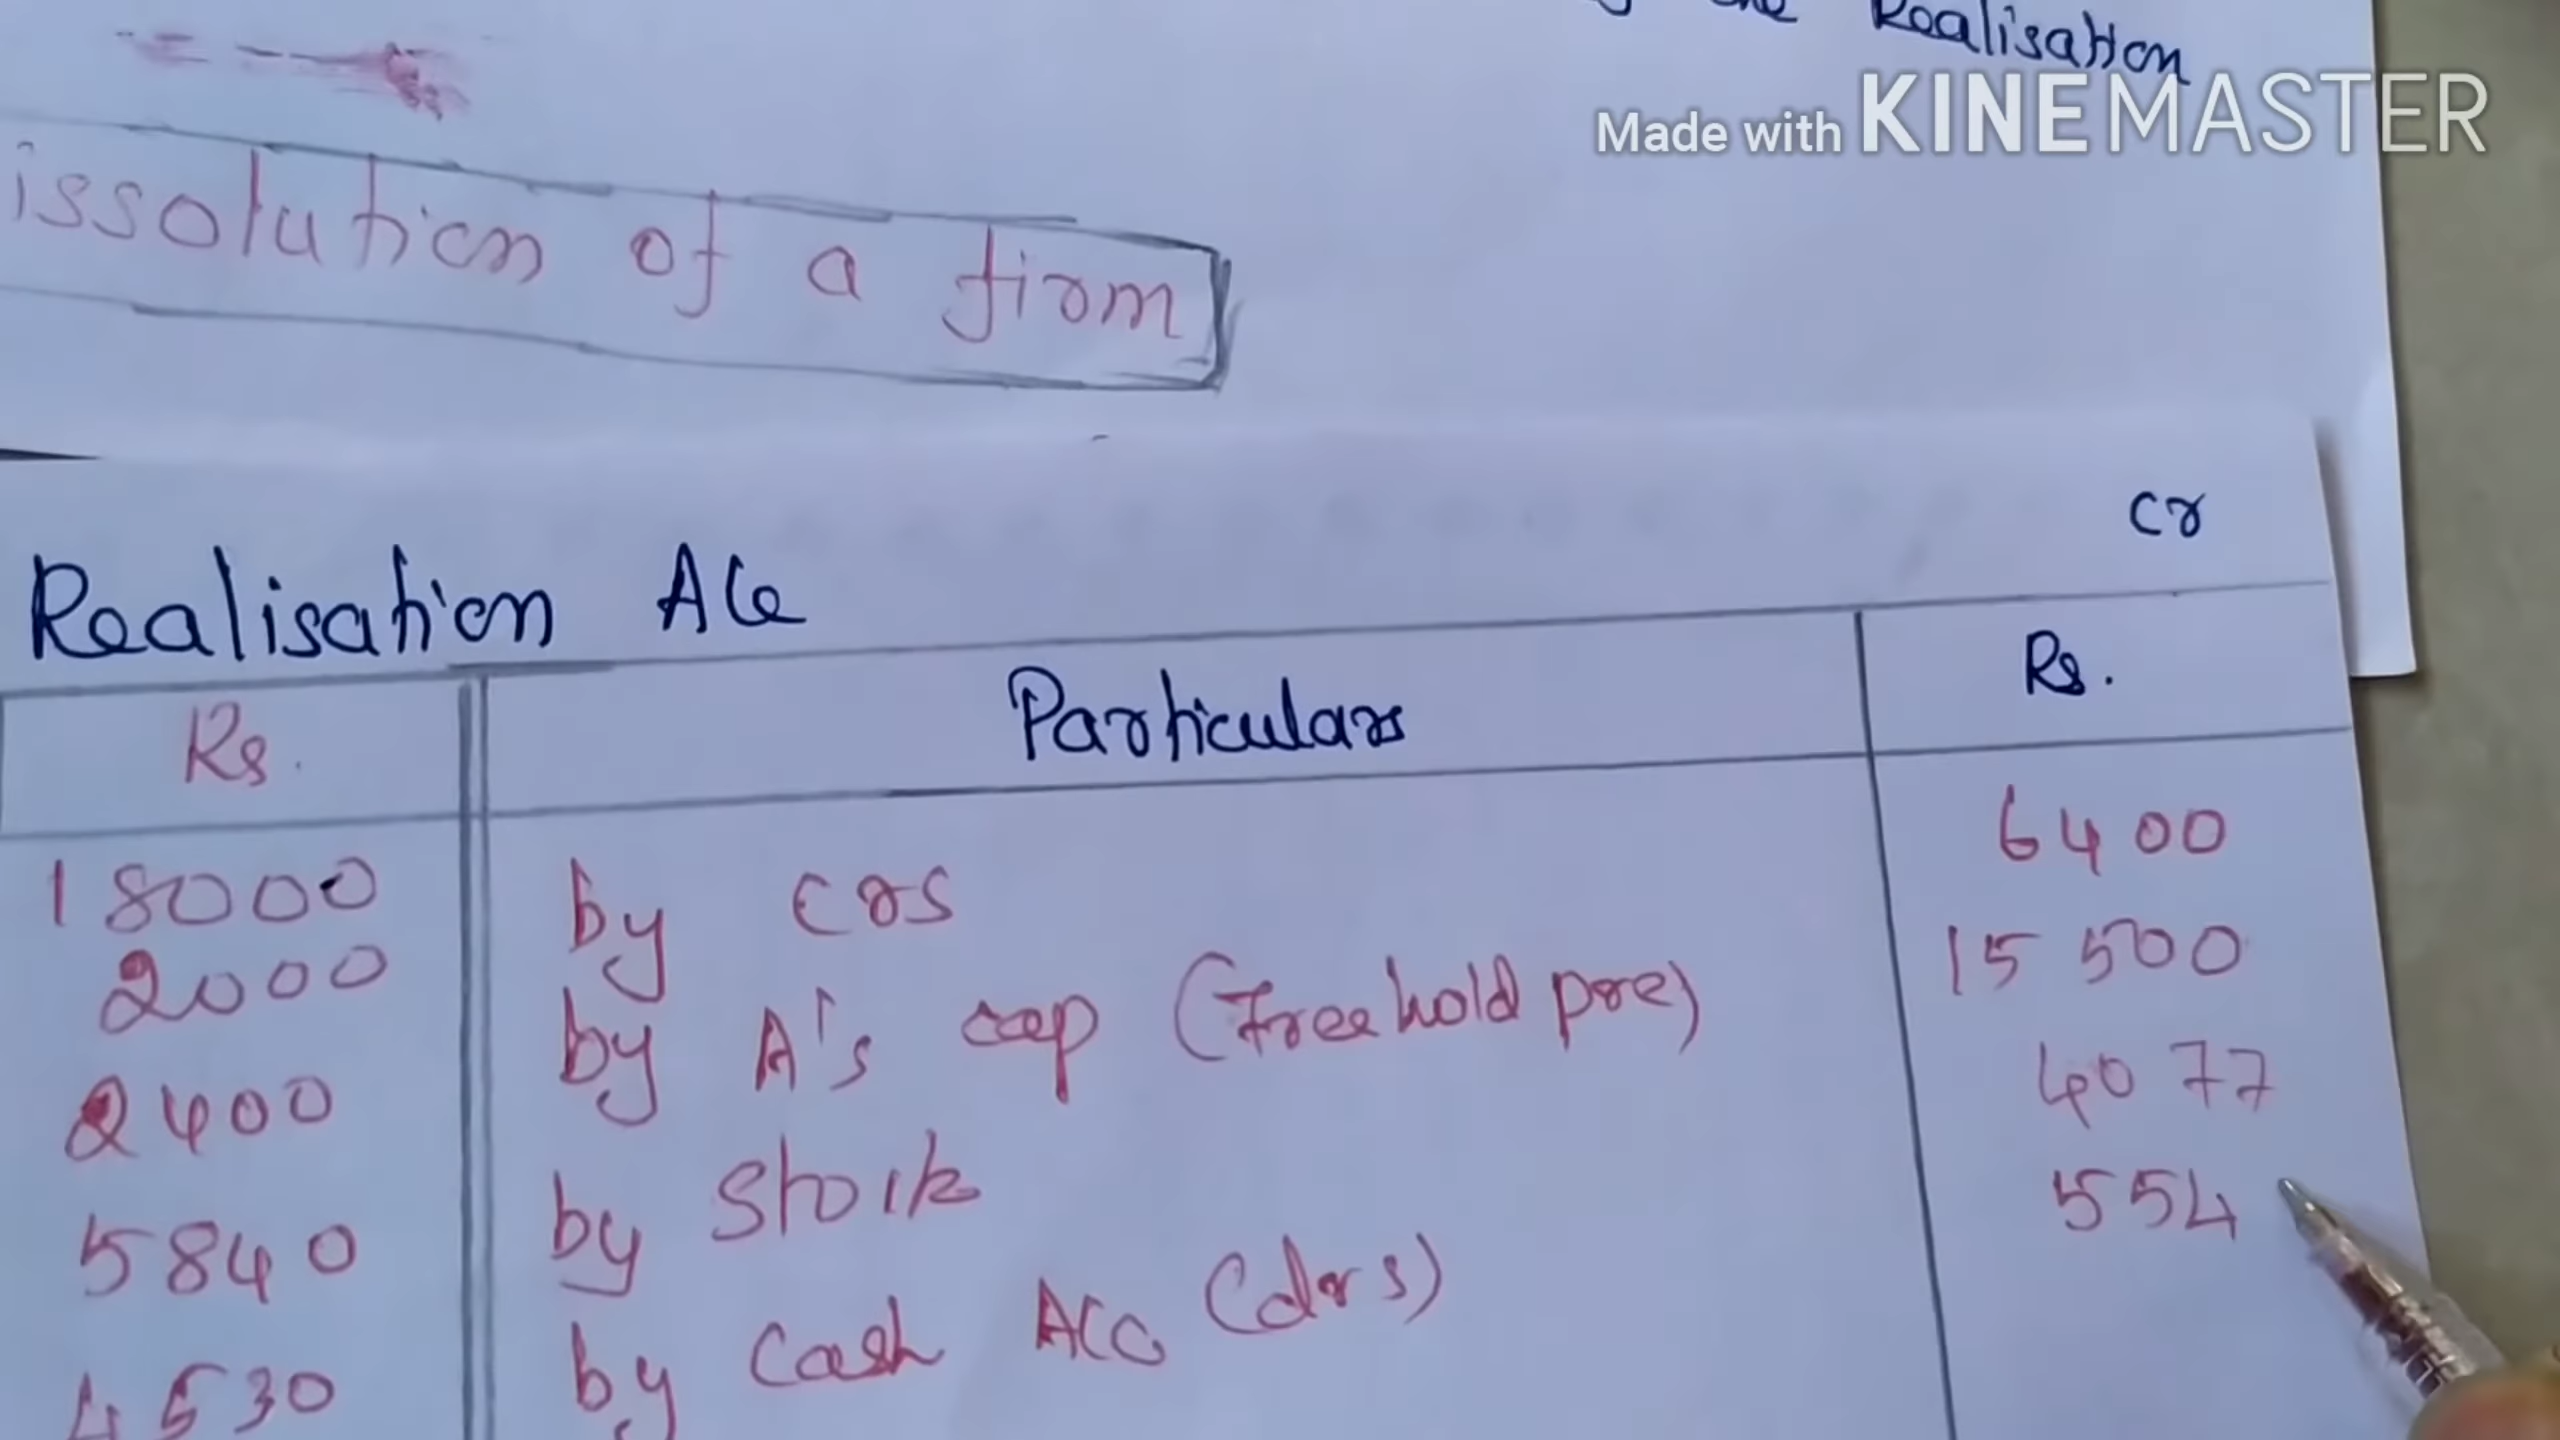 the Realisation
Made with KINEMASTER
issolution of a firm
Cr
Realisation A/c
Rs. Particulars Rs.
18000 by crs 6400
2000 by A's cap (Freehold pre) 15500
2400 by Stock 4077
5840 by Cash A/c (drs) 554
4530